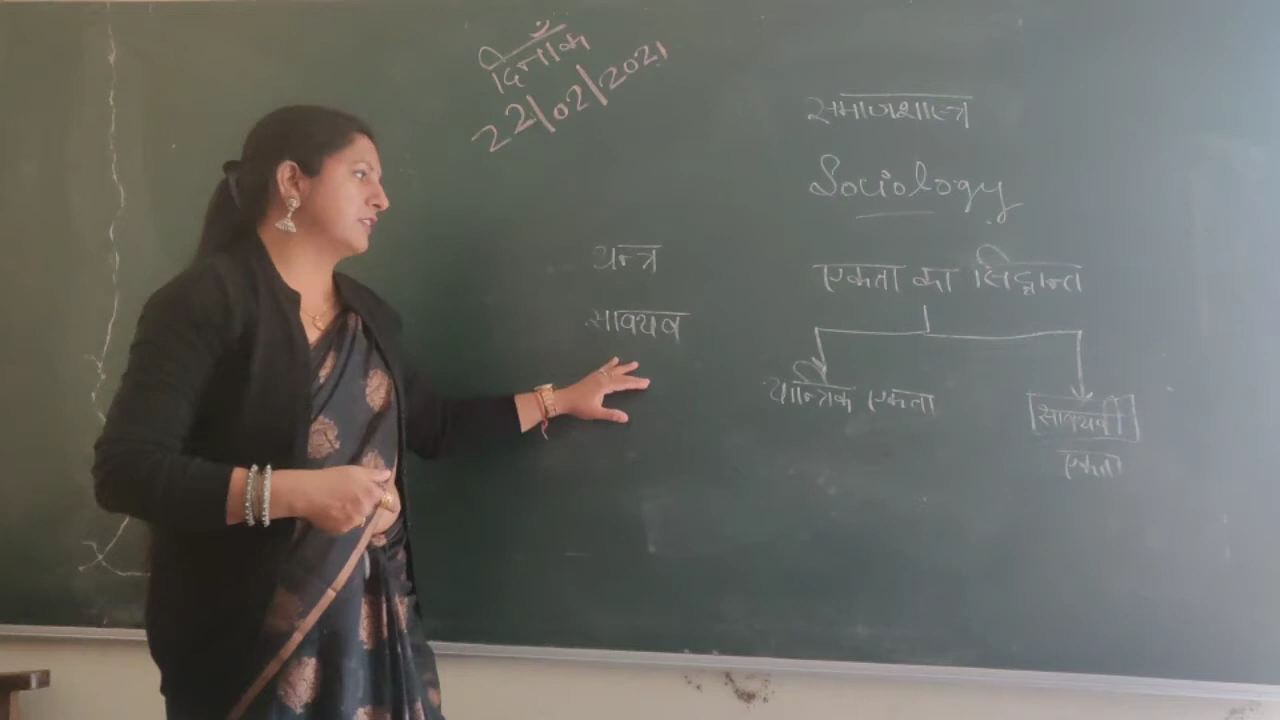 दिनाँक
22/02/2021
समाजशास्त्र
Sociology
यन्त्र
सावयव
एकता का सिद्धान्त
यान्त्रिक एकता
सावयवी
एकता